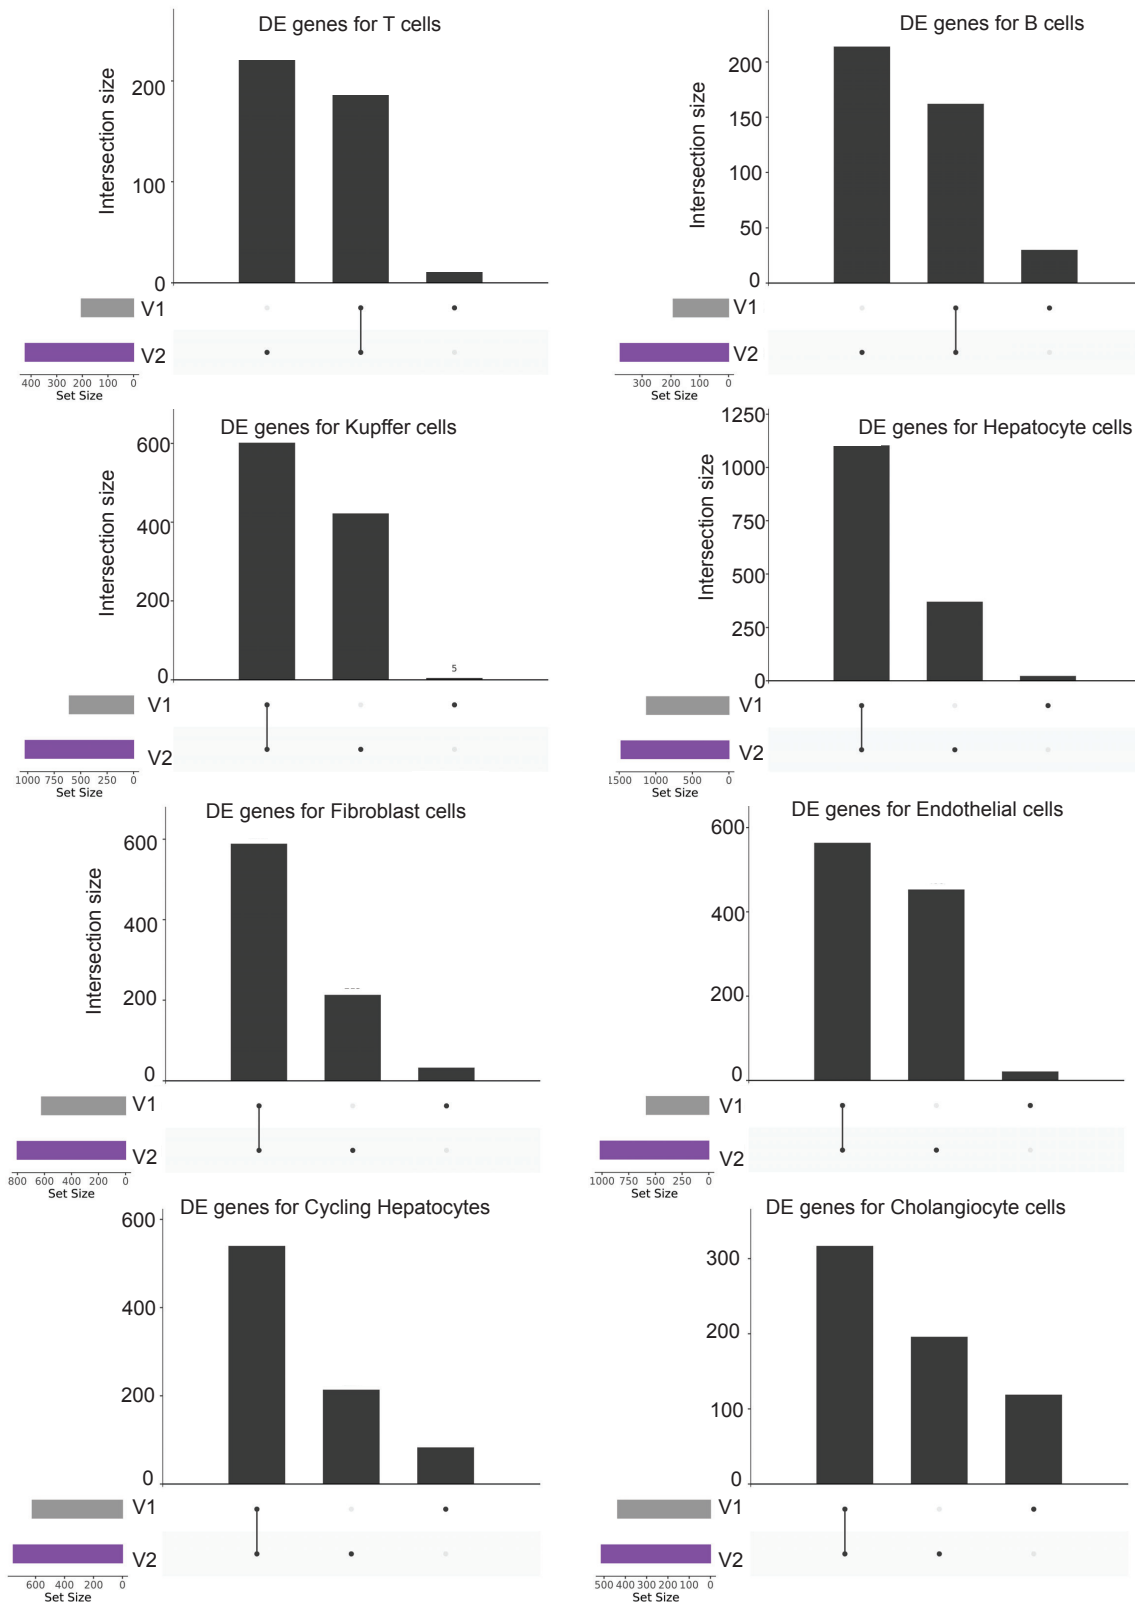 DE genes for T cells
Intersection size
200
100
0
V1
V2
400 300 200 100 0
Set Size
DE genes for B cells
Intersection size
200
150
100
50
0
V1
V2
300 200 100 0
Set Size
DE genes for Kupffer cells
Intersection size
600
400
200
0
5
V1
V2
1000 750 500 250 0
Set Size
DE genes for Hepatocyte cells
Intersection size
1250
1000
750
500
250
0
V1
V2
1500 1000 500 0
Set Size
DE genes for Fibroblast cells
Intersection size
600
400
200
0
V1
V2
800 600 400 200 0
Set Size
DE genes for Endothelial cells
600
400
200
0
V1
V2
1000 750 500 250 0
Set Size
DE genes for Cycling Hepatocytes
600
400
200
0
V1
V2
600 400 200 0
Set Size
DE genes for Cholangiocyte cells
300
200
100
0
V1
V2
500 400 300 200 100 0
Set Size